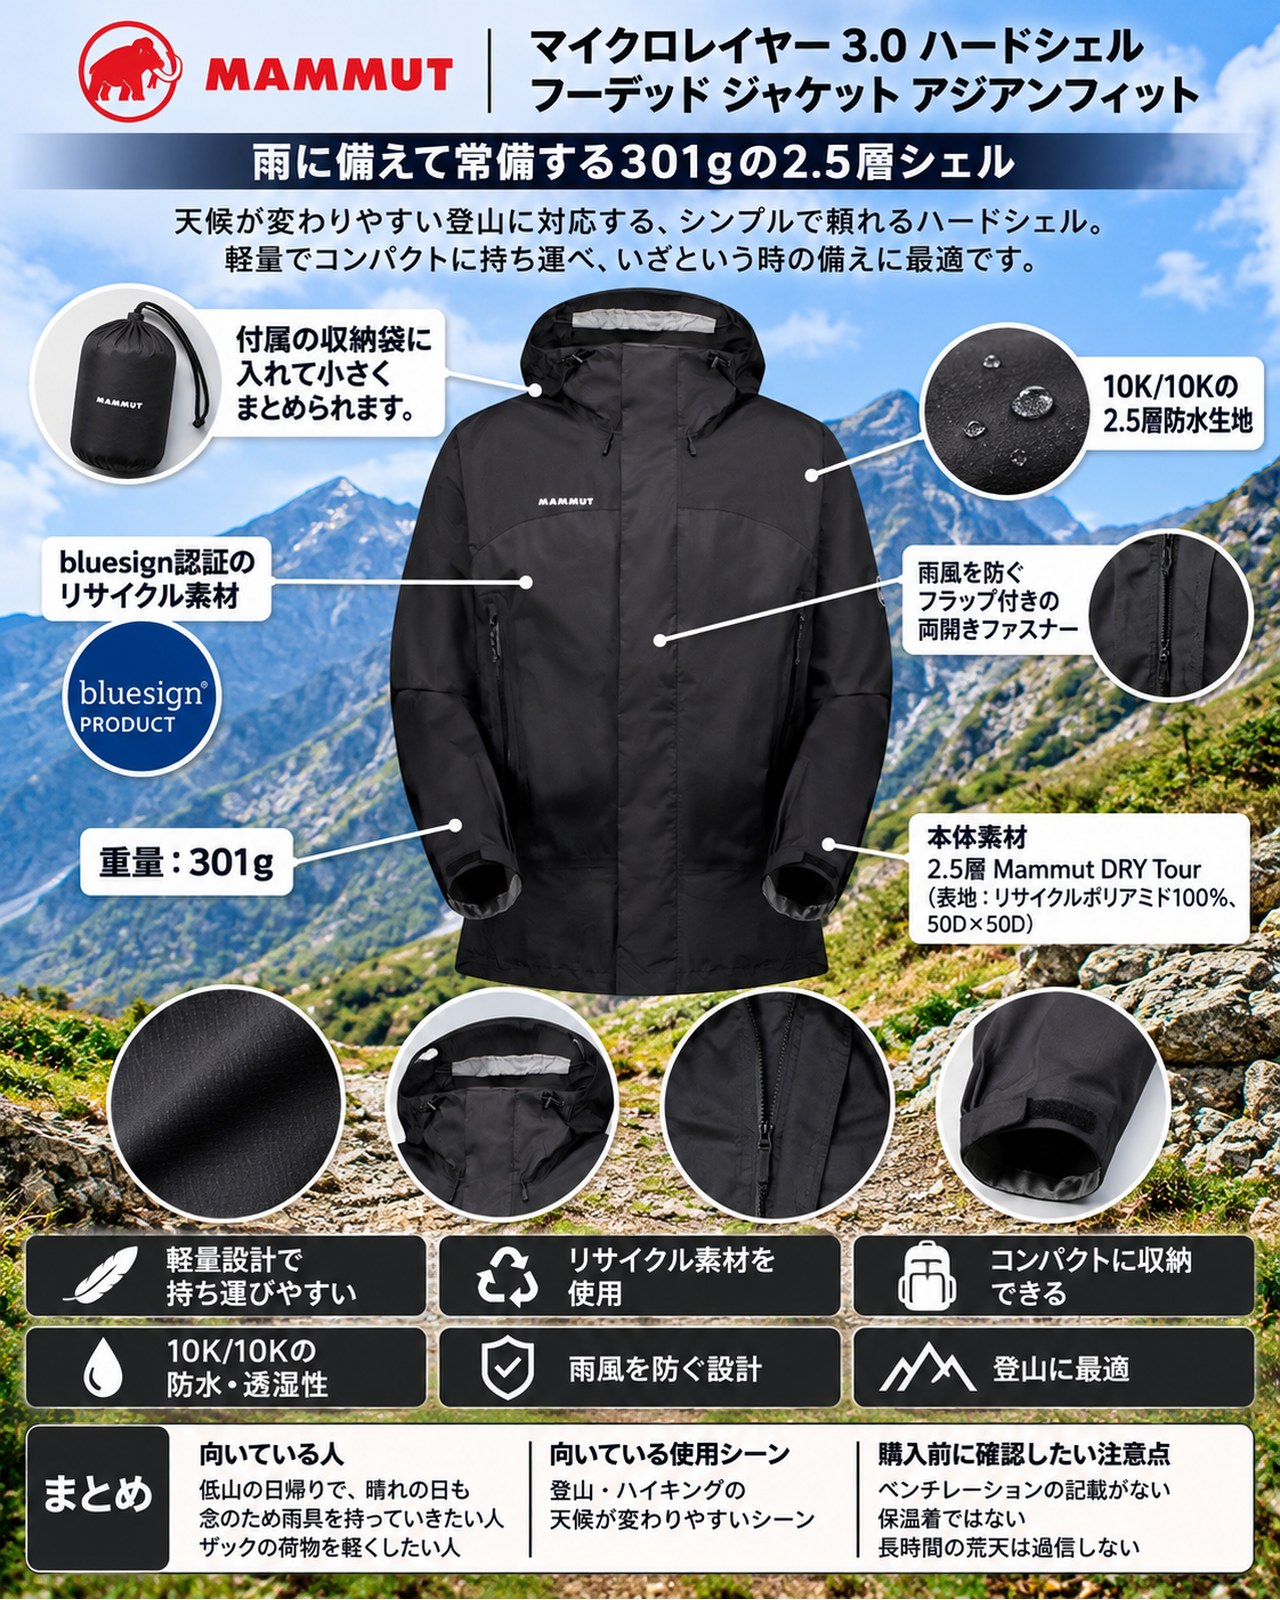 MAMMUT
マイクロレイヤー 3.0 ハードシェル
フーデッド ジャケット アジアンフィット
雨に備えて常備する301gの2.5層シェル
天候が変わりやすい登山に対応する、シンプルで頼れるハードシェル。
軽量でコンパクトに持ち運べ、いざという時の備えに最適です。
MAMMUT
付属の収納袋に
入れて小さく
まとめられます。
10K/10Kの
2.5層防水生地
MAMMUT
bluesign認証の
リサイクル素材
bluesign®
PRODUCT
雨風を防ぐ
フラップ付きの
両開きファスナー
重量：301g
本体素材
2.5層 Mammut DRY Tour
（表地：リサイクルポリアミド100%、
50D×50D）
軽量設計で
持ち運びやすい
リサイクル素材を
使用
コンパクトに収納
できる
10K/10Kの
防水・透湿性
雨風を防ぐ設計
登山に最適
まとめ
向いている人
低山の日帰りで、晴れの日も
念のため雨具を持っていきたい人
ザックの荷物を軽くしたい人
向いている使用シーン
登山・ハイキングの
天候が変わりやすいシーン
購入前に確認したい注意点
ベンチレーションの記載がない
保温着ではない
長時間の荒天は過信しない